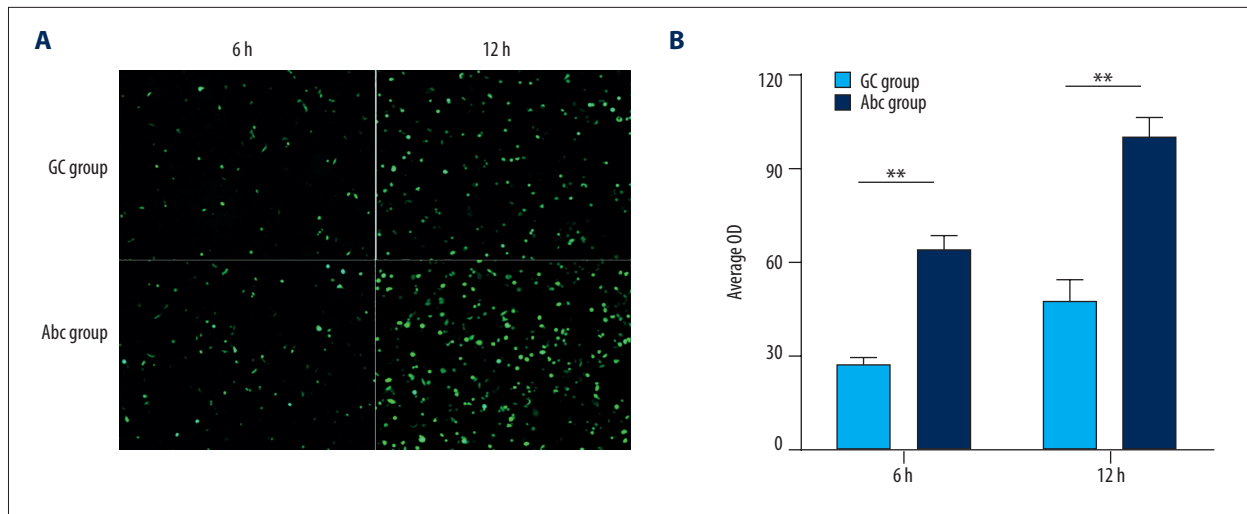 A
6 h
12 h
GC group
Abc group
B
GC group
Abc group
**
**
Average OD
120
90
60
30
0
6 h
12 h